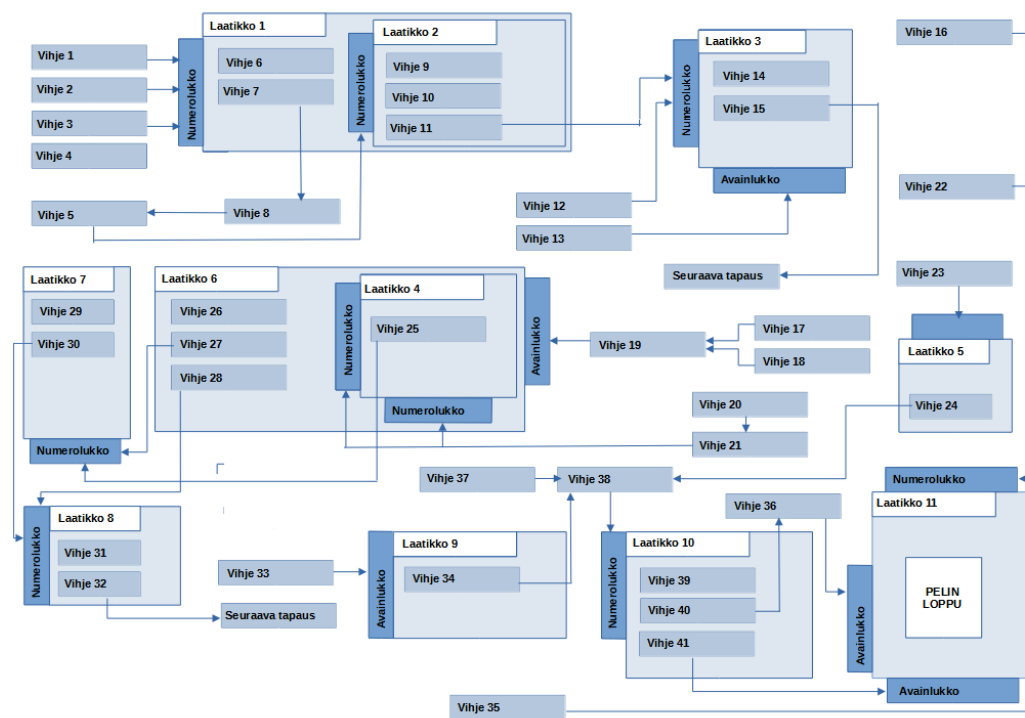 Laatikko 1
Laatikko 2
Vihje 16
Laatikko 3
Vihje 1
Vihje 6
Vihje 9
Vihje 14
Vihje 2
Vihje 7
Vihje 10
Vihje 15
Numerolukko
Numerolukko
Numerolukko
Vihje 3
Vihje 11
Vihje 4
Avainlukko
Vihje 22
Vihje 5
Vihje 8
Vihje 12
Vihje 13
Laatikko 7
Laatikko 6
Laatikko 4
Seuraava tapaus
Vihje 23
Vihje 29
Vihje 26
Vihje 25
Vihje 17
Vihje 30
Vihje 27
Numerolukko
Avainlukko
Vihje 19
Laatikko 5
Vihje 28
Vihje 18
Vihje 20
Vihje 24
Numerolukko
Numerolukko
Vihje 21
Vihje 37
Vihje 38
Numerolukko
Laatikko 8
Laatikko 9
Laatikko 10
Vihje 36
Laatikko 11
Vihje 31
Numerolukko
Vihje 33
Avainlukko
Vihje 34
Numerolukko
Vihje 39
Vihje 32
Vihje 40
Avainlukko
PELIN
LOPPU
Seuraava tapaus
Vihje 41
Avainlukko
Vihje 35